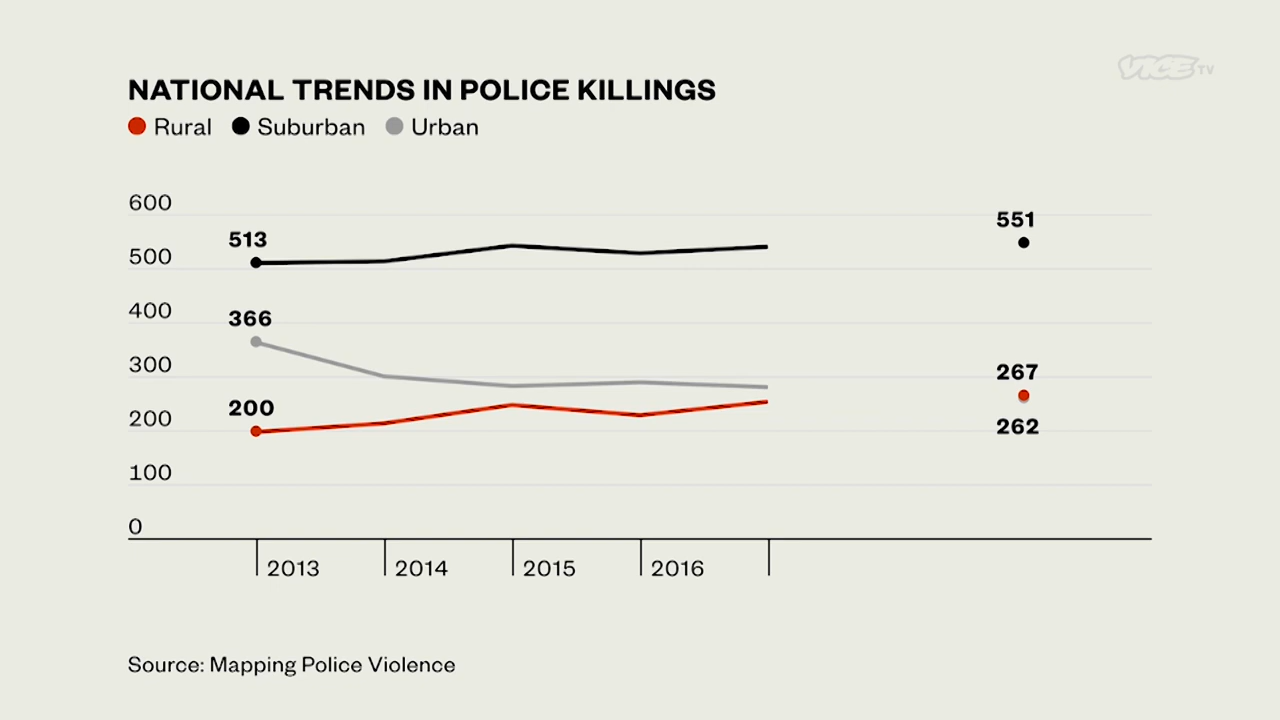 VICE TV
NATIONAL TRENDS IN POLICE KILLINGS
Rural Suburban Urban
600
551
513
500
400
366
300
267
200
200
262
100
0
2013 2014 2015 2016
Source: Mapping Police Violence